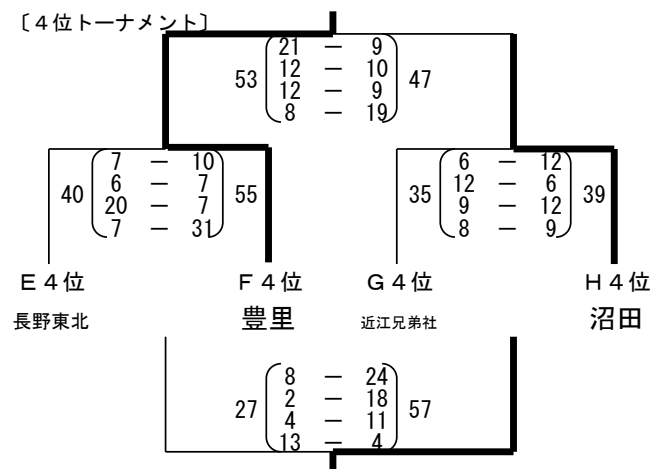 〔４位トーナメント〕
21 － 9
12 － 10
53 47
12 － 9
8 － 19
7 － 10 6 － 12
6 － 7 12 － 6
40 55 35 39
20 － 7 9 － 12
7 － 31 8 － 9
Ｅ４位 Ｆ４位 Ｇ４位 Ｈ４位
長野東北 豊里 近江兄弟社 沼田
8 － 24
2 － 18
27 57
4 － 11
13 － 4